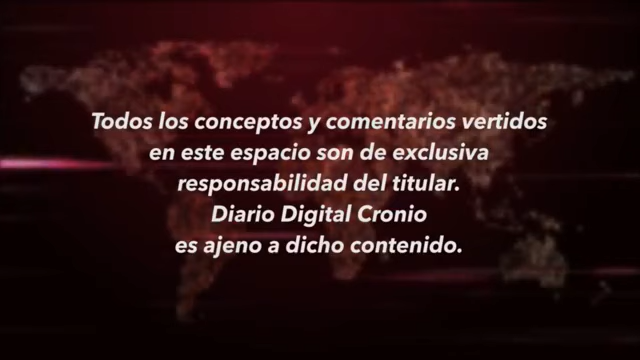 Todos los conceptos y comentarios vertidos
en este espacio son de exclusiva
responsabilidad del titular.
Diario Digital Cronio
es ajeno a dicho contenido.